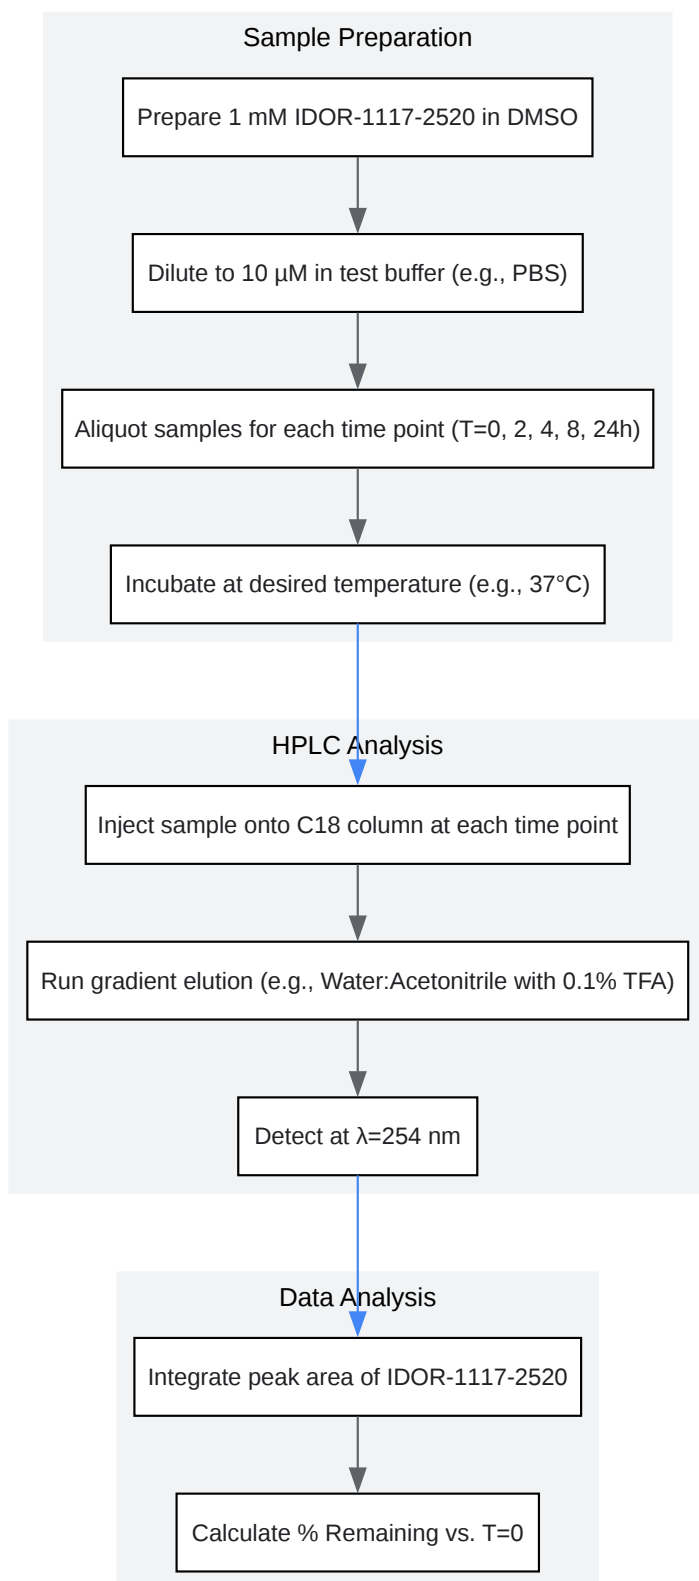 Sample Preparation
Prepare 1 mM IDOR-1117-2520 in DMSO
Dilute to 10 µM in test buffer (e.g., PBS)
Aliquot samples for each time point (T=0, 2, 4, 8, 24h)
Incubate at desired temperature (e.g., 37°C)
HPLC Analysis
Inject sample onto C18 column at each time point
Run gradient elution (e.g., Water:Acetonitrile with 0.1% TFA)
Detect at λ=254 nm
Data Analysis
Integrate peak area of IDOR-1117-2520
Calculate % Remaining vs. T=0